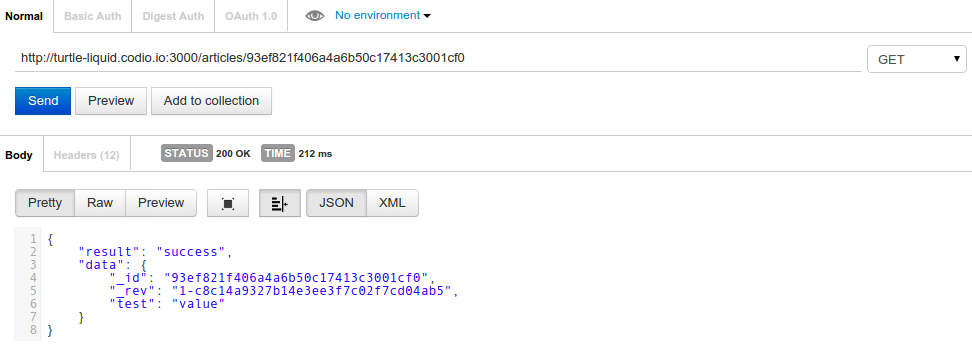 Normal Basic Auth Digest Auth OAuth 1.0 No environment
http://turtle-liquid.codio.io:3000/articles/93ef821f406a4a6b50c17413c3001cf0 GET
Send Preview Add to collection
Body Headers (12) STATUS 200 OK TIME 212 ms
Pretty Raw Preview JSON XML
1 {
2 "result": "success",
3 "data": {
4 "_id": "93ef821f406a4a6b50c17413c3001cf0",
5 "_rev": "1-c8c14a9327b14e3ee3f7c02f7cd04ab5",
6 "test": "value"
7 }
8 }